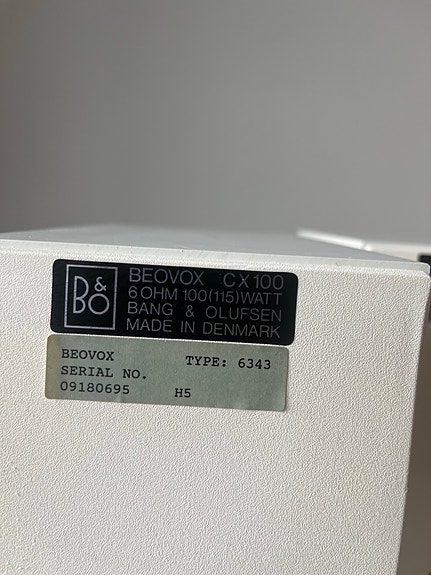 B&O
BEOVOX CX100
6 OHM 100(115)WATT
BANG & OLUFSEN
MADE IN DENMARK
BEOVOX TYPE: 6343
SERIAL NO.
09180695 H5